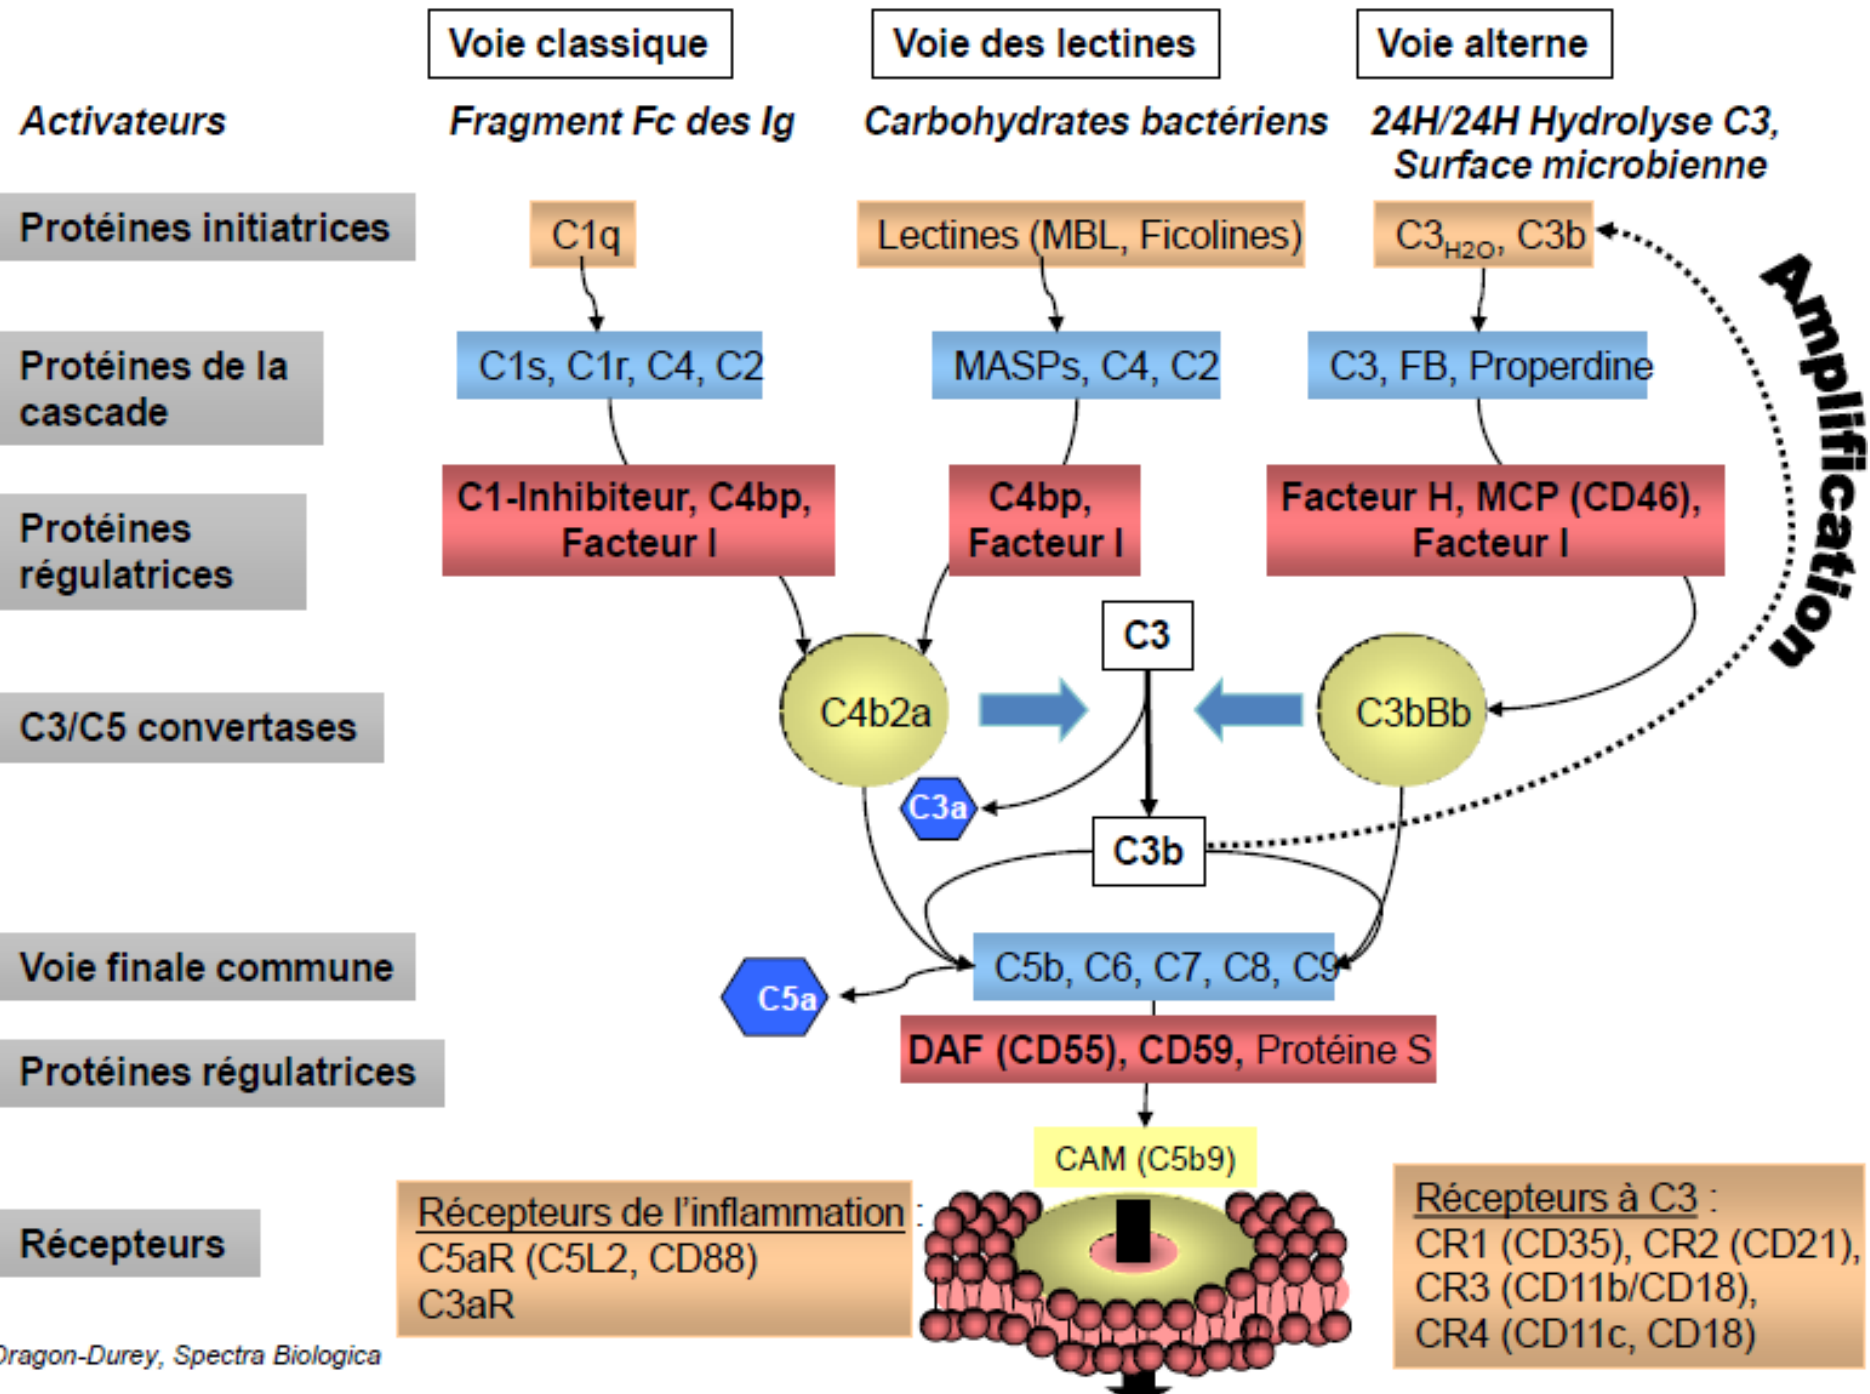 Voie classique
Voie des lectines
Voie alterne
Activateurs
Fragment Fc des Ig
Carbohydrates bactériens
24H/24H Hydrolyse C3,
Surface microbienne
Protéines initiatrices
C1q
Lectines (MBL, Ficolines)
C3H2O, C3b
Amplification
Protéines de la
cascade
C1s, C1r, C4, C2
MASPs, C4, C2
C3, FB, Properdine
Protéines
régulatrices
C1-Inhibiteur, C4bp,
Facteur I
C4bp,
Facteur I
Facteur H, MCP (CD46),
Facteur I
C3
C3/C5 convertases
C4b2a
C3bBb
C3a
C3b
Voie finale commune
C5b, C6, C7, C8, C9
C5a
Protéines régulatrices
DAF (CD55), CD59, Protéine S
CAM (C5b9)
Récepteurs
Récepteurs de l'inflammation :
C5aR (C5L2, CD88)
C3aR
Récepteurs à C3 :
CR1 (CD35), CR2 (CD21),
CR3 (CD11b/CD18),
CR4 (CD11c, CD18)
Dragon-Durey, Spectra Biologica